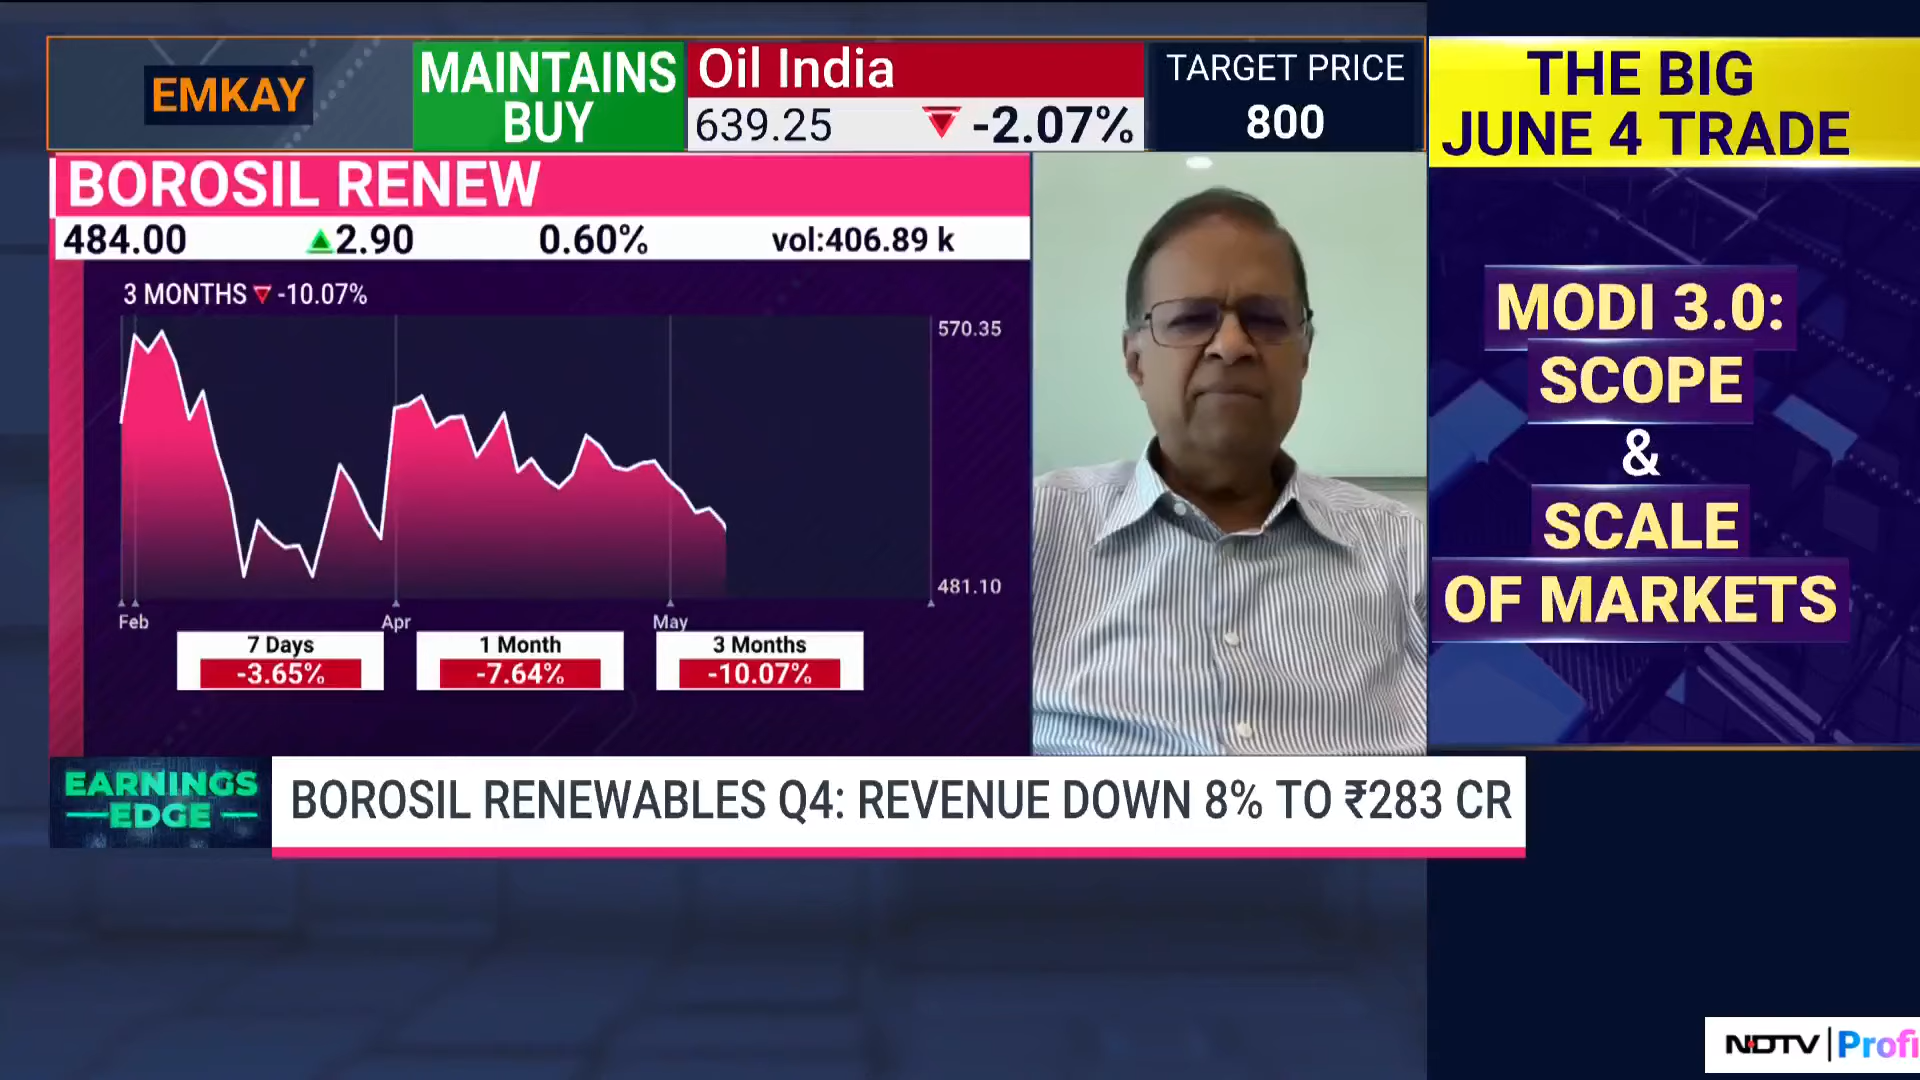 EMKAY
MAINTAINS
BUY
Oil India
639.25 ▼ -2.07%
TARGET PRICE
800
THE BIG
JUNE 4 TRADE
BOROSIL RENEW
484.00 ▲2.90 0.60% vol:406.89 k
3 MONTHS ▼ -10.07%
570.35
481.10
Feb Apr May
7 Days 1 Month 3 Months
-3.65% -7.64% -10.07%
MODI 3.0:
SCOPE
&
SCALE
OF MARKETS
EARNINGS
EDGE
BOROSIL RENEWABLES Q4: REVENUE DOWN 8% TO ₹283 CR
NDTV Profi